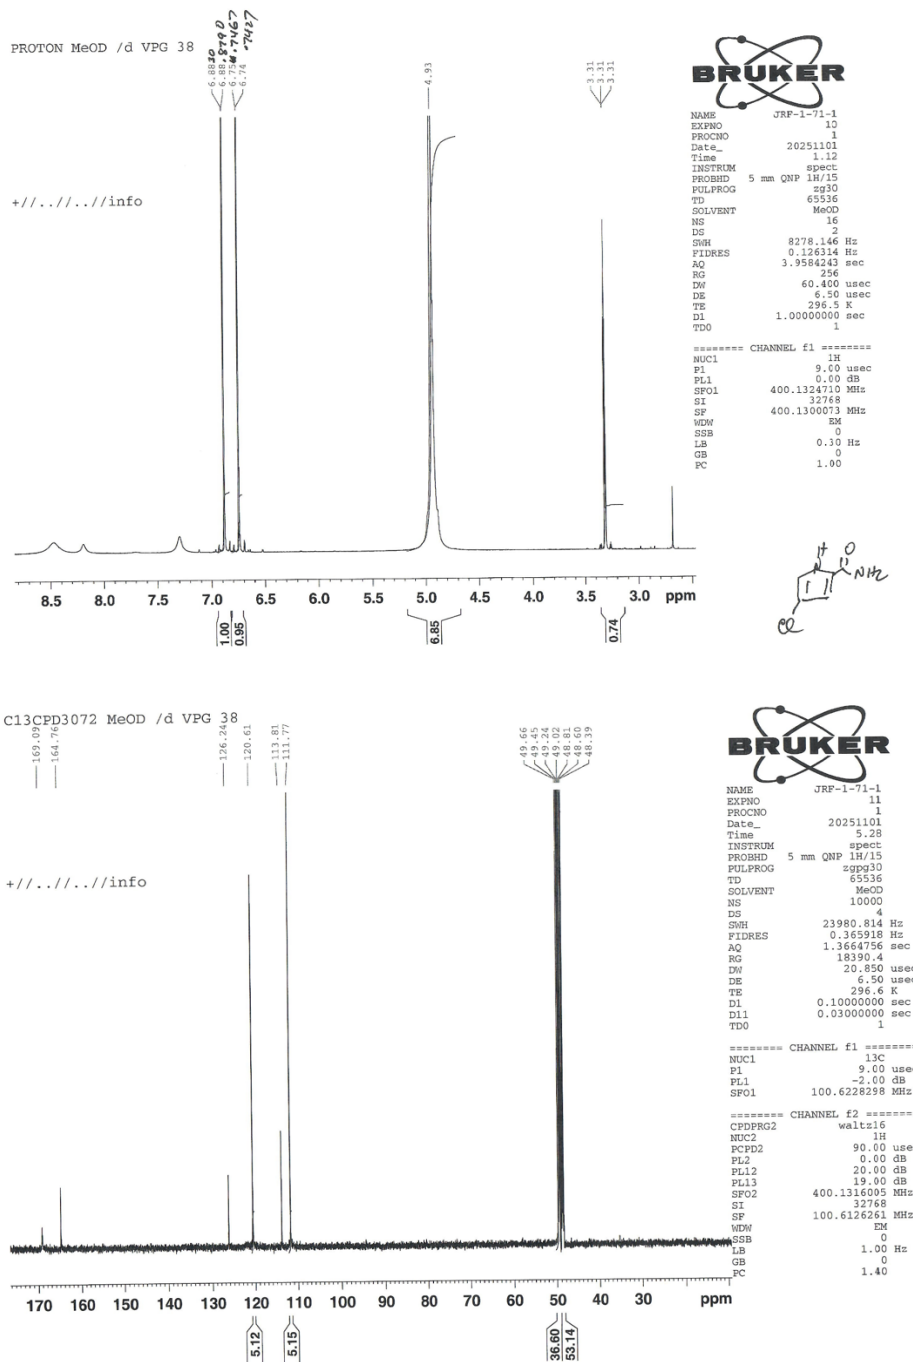 PROTON MeOD /d VPG 38
6.88
6.88
6.75
6.74
4.93
3.31
3.31
3.31
+//..//..//info
BRUKER
NAME JRF-1-71-1
EXPNO 10
PROCNO 1
Date_ 20251101
Time 1.12
INSTRUM spect
PROBHD 5 mm QNP 1H/15
PULPROG zg30
TD 65536
SOLVENT MeOD
NS 16
DS 2
SWH 8278.146 Hz
FIDRES 0.126314 Hz
AQ 3.9584243 sec
RG 256
DW 60.400 usec
DE 6.50 usec
TE 296.5 K
D1 1.00000000 sec
TD0 1
======== CHANNEL f1 ========
NUC1 1H
P1 9.00 usec
PL1 0.00 dB
SFO1 400.1324710 MHz
SI 32768
SF 400.1300073 MHz
WDW EM
SSB 0
LB 0.30 Hz
GB 0
PC 1.00
8.5 8.0 7.5 7.0 6.5 6.0 5.5 5.0 4.5 4.0 3.5 3.0 ppm
1.00
0.95
6.85
0.74
H
N
O
NH2
Cl
C13CPD3072 MeOD /d VPG 38
169.09
164.76
126.24
120.61
113.81
111.77
49.66
49.45
49.24
49.02
48.81
48.60
48.39
+//..//..//info
BRUKER
NAME JRF-1-71-1
EXPNO 11
PROCNO 1
Date_ 20251101
Time 5.28
INSTRUM spect
PROBHD 5 mm QNP 1H/15
PULPROG zgpg30
TD 65536
SOLVENT MeOD
NS 10000
DS 4
SWH 23980.814 Hz
FIDRES 0.365918 Hz
AQ 1.3664756 sec
RG 18390.4
DW 20.850 usec
DE 6.50 usec
TE 296.6 K
D1 0.10000000 sec
D11 0.03000000 sec
TD0 1
======== CHANNEL f1 ========
NUC1 13C
P1 9.00 usec
PL1 -2.00 dB
SFO1 100.6228298 MHz
======== CHANNEL f2 ========
CPDPRG2 waltz16
NUC2 1H
PCPD2 90.00 usec
PL2 0.00 dB
PL12 20.00 dB
PL13 19.00 dB
SFO2 400.1316005 MHz
SI 32768
SF 100.6126261 MHz
WDW EM
SSB 0
LB 1.00 Hz
GB 0
PC 1.40
170 160 150 140 130 120 110 100 90 80 70 60 50 40 30 ppm
5.12
5.15
36.60
53.14